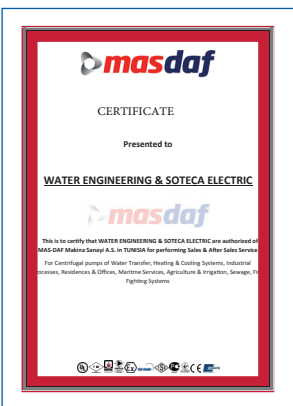 masdaf
CERTIFICATE
Presented to
WATER ENGINEERING & SOTECA ELECTRIC
masdaf
This is to certify that WATER ENGINEERING & SOTECA ELECTRIC are authorized of
MAS-DAF Makina Sanayi A.S. in TUNISIA for performing Sales & After Sales Service
For Centrifugal pumps of Water Transfer, Heating & Cooling Systems, Industrial
rocesses, Residences & Offices, Maritme Services, Agriculture & Irrigation, Sewage, Fi
Fighting Systems